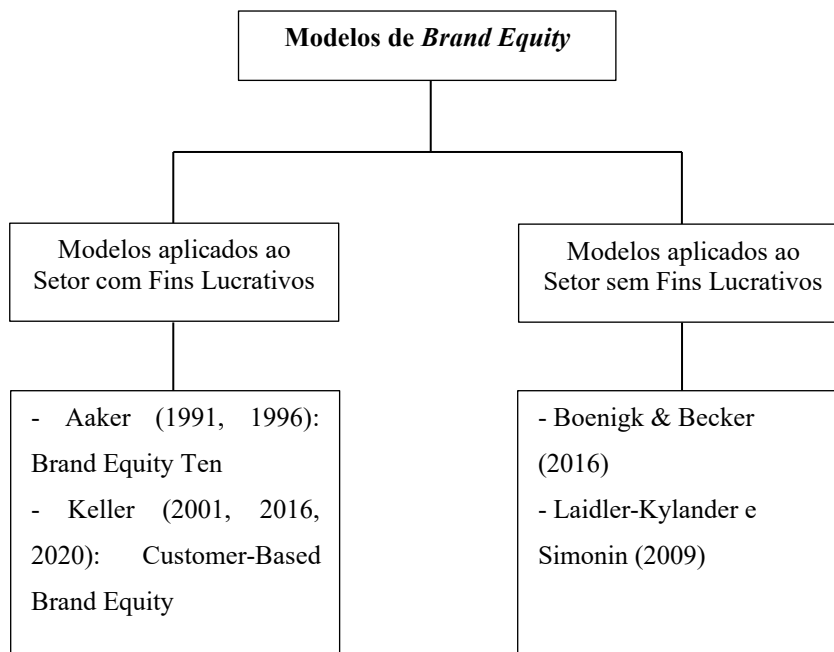 Modelos de Brand Equity
Modelos aplicados ao
Setor com Fins Lucrativos
Modelos aplicados ao
Setor sem Fins Lucrativos
- Aaker (1991, 1996):
Brand Equity Ten
- Keller (2001, 2016,
2020): Customer-Based
Brand Equity
- Boenigk & Becker
(2016)
- Laidler-Kylander e
Simonin (2009)